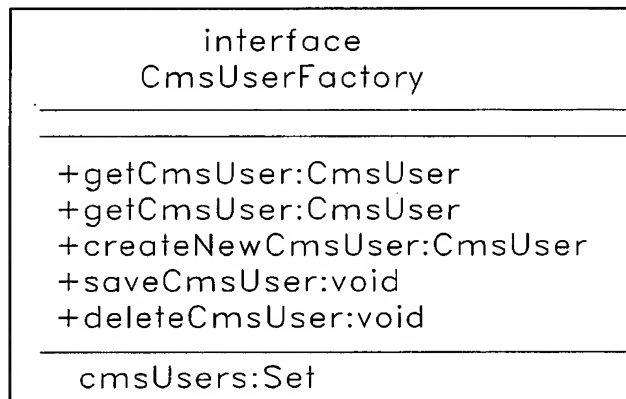 interface
CmsUserFactory
+getCmsUser:CmsUser
+getCmsUser:CmsUser
+createNewCmsUser:CmsUser
+saveCmsUser:void
+deleteCmsUser:void
cmsUsers:Set